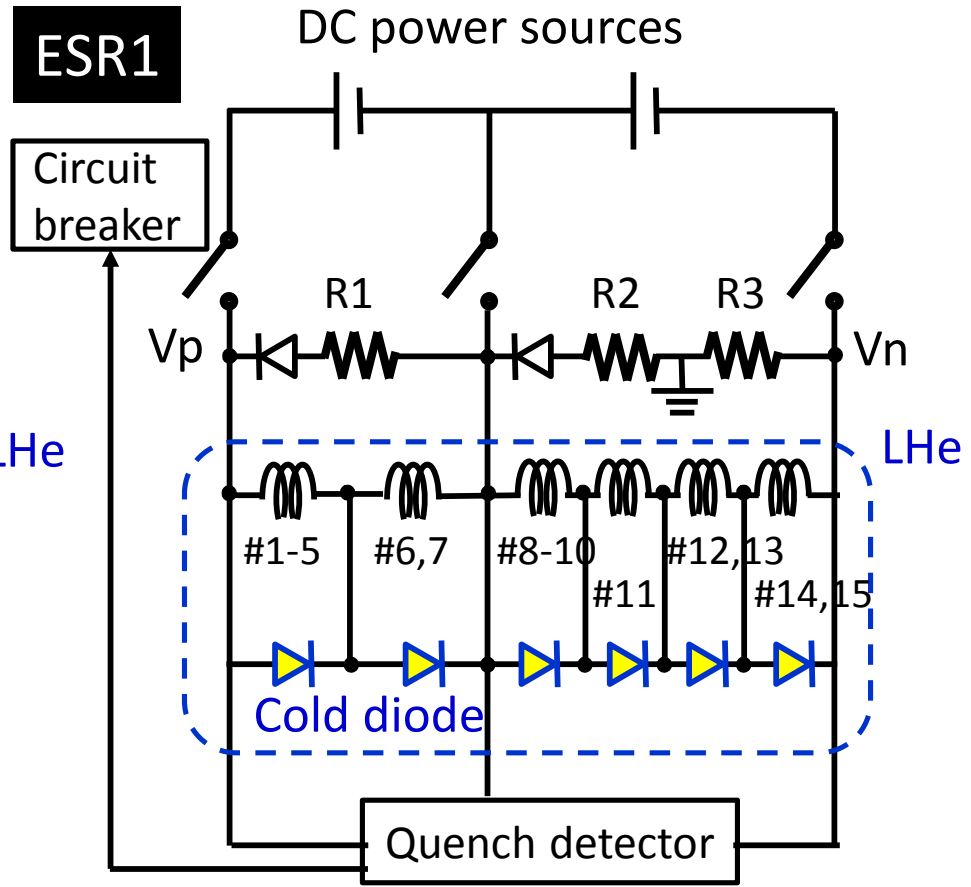 DC power sources
ESR1
Circuit
breaker
R1
R2
R3
Vp
Vn
LHe
LHe
#1-5
#6,7
#8-10
#12,13
#11
#14,15
Cold diode
Quench detector